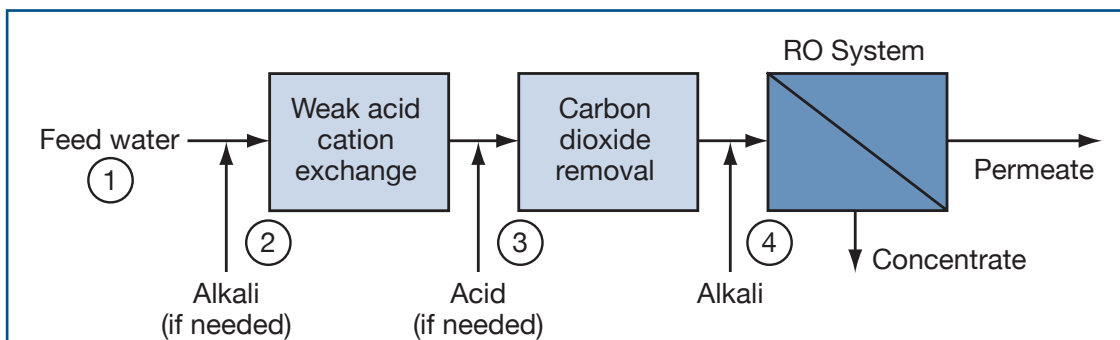 RO System
Feed water
1
Weak acid
cation
exchange
Carbon
dioxide
removal
Permeate
2
3
4
Alkali
(if needed)
Acid
(if needed)
Alkali
Concentrate